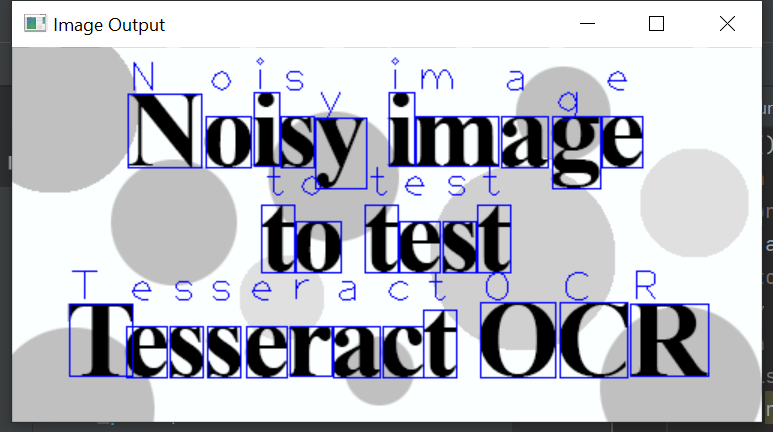 Image Output
N o i s y i m a g e
Noisy image
t o t e s t
to test
T e s s e r a c t O C R
Tesseract OCR